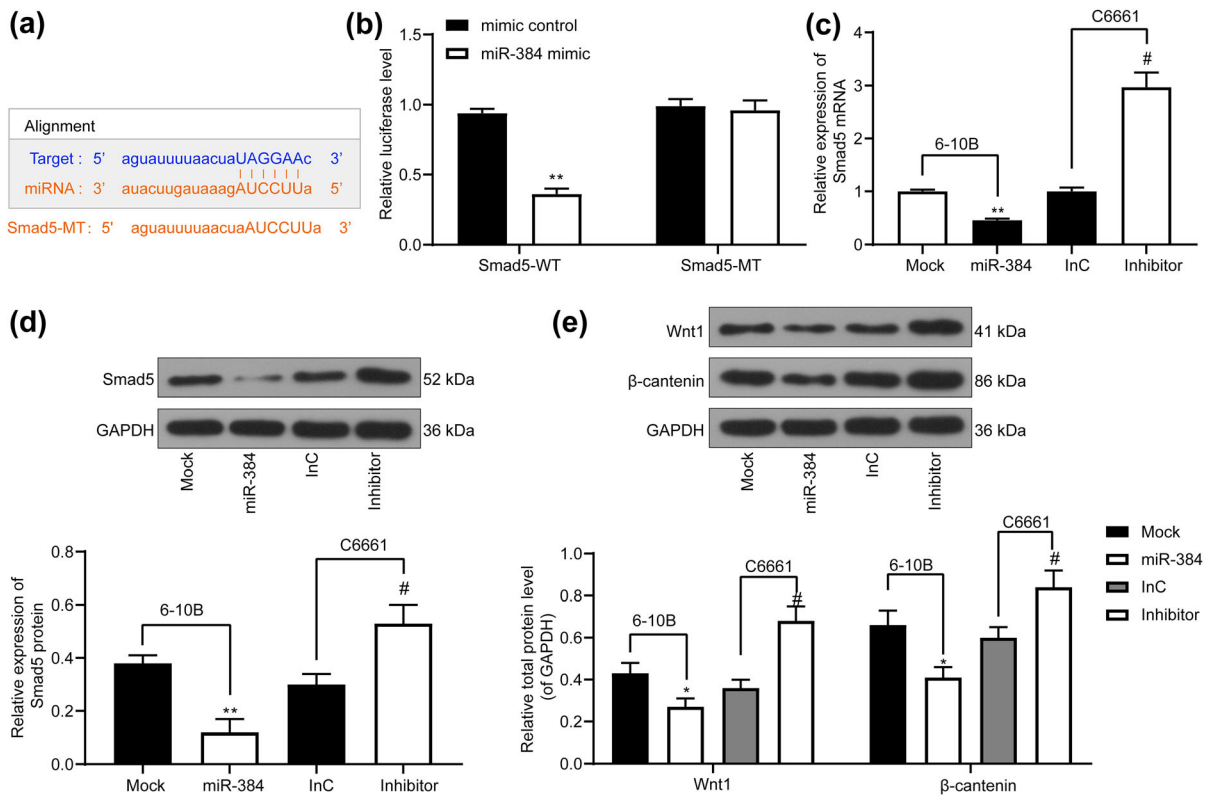 (a)
Alignment
Target : 5’ aguauuuuaacuaUAGGAAc 3’
miRNA : 3’ auacuugauaaagAUCCUUa 5’
Smad5-MT : 5' aguauuuuaacuaAUCCUUa 3’
(b)
mimic control
miR-384 mimic
Relative luciferase level
1.5
1.0
0.5
0.0
**
Smad5-WT
Smad5-MT
(c)
Relative expression of
Smad5 mRNA
4
3
2
1
0
6-10B
C6661
**
#
Mock
miR-384
InC
Inhibitor
(d)
Smad5
52 kDa
GAPDH
36 kDa
Mock
miR-384
InC
Inhibitor
Relative expression of
Smad5 protein
0.8
0.6
0.4
0.2
0.0
6-10B
C6661
**
#
Mock
miR-384
InC
Inhibitor
(e)
Wnt1
41 kDa
β-cantenin
86 kDa
GAPDH
36 kDa
Mock
miR-384
InC
Inhibitor
Relative total protein level
(of GAPDH)
1.0
0.8
0.6
0.4
0.2
0.0
6-10B
C6661
*
#
6-10B
C6661
*
#
Wnt1
β-cantenin
Mock
miR-384
InC
Inhibitor